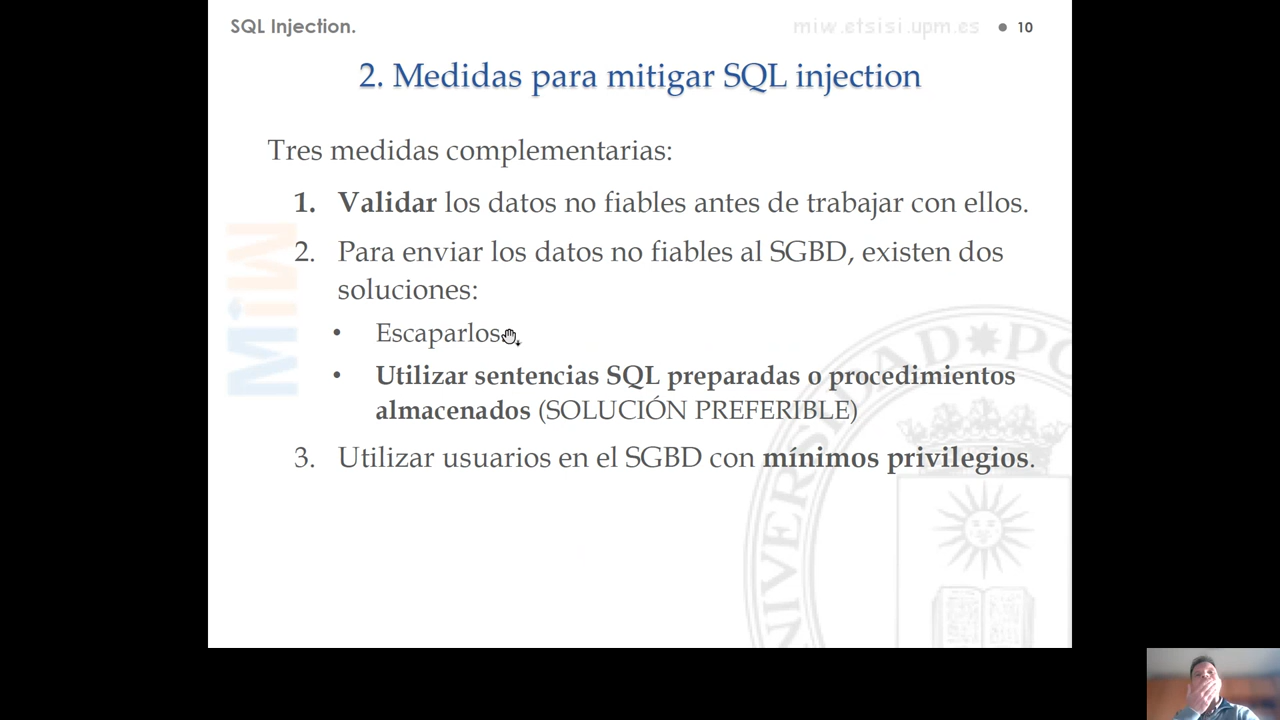 SQL Injection.
miw.etsisi.upm.es
10
2. Medidas para mitigar SQL injection
Tres medidas complementarias:
1. Validar los datos no fiables antes de trabajar con ellos.
2. Para enviar los datos no fiables al SGBD, existen dos
soluciones:
• Escaparlos
• Utilizar sentencias SQL preparadas o procedimientos
almacenados (SOLUCIÓN PREFERIBLE)
3. Utilizar usuarios en el SGBD con mínimos privilegios.
MiW